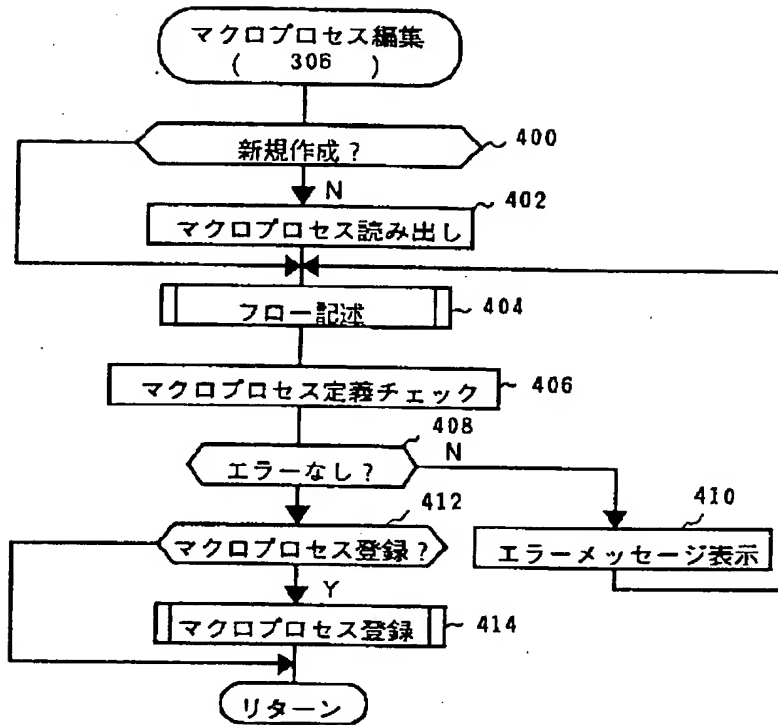 マクロプロセス編集
( 306 )
新規作成?
400
N
402
マクロプロセス読み出し
フロー記述
404
マクロプロセス定義チェック
406
408
エラーなし?
N
412
410
マクロプロセス登録?
エラーメッセージ表示
Y
マクロプロセス登録
414
リターン